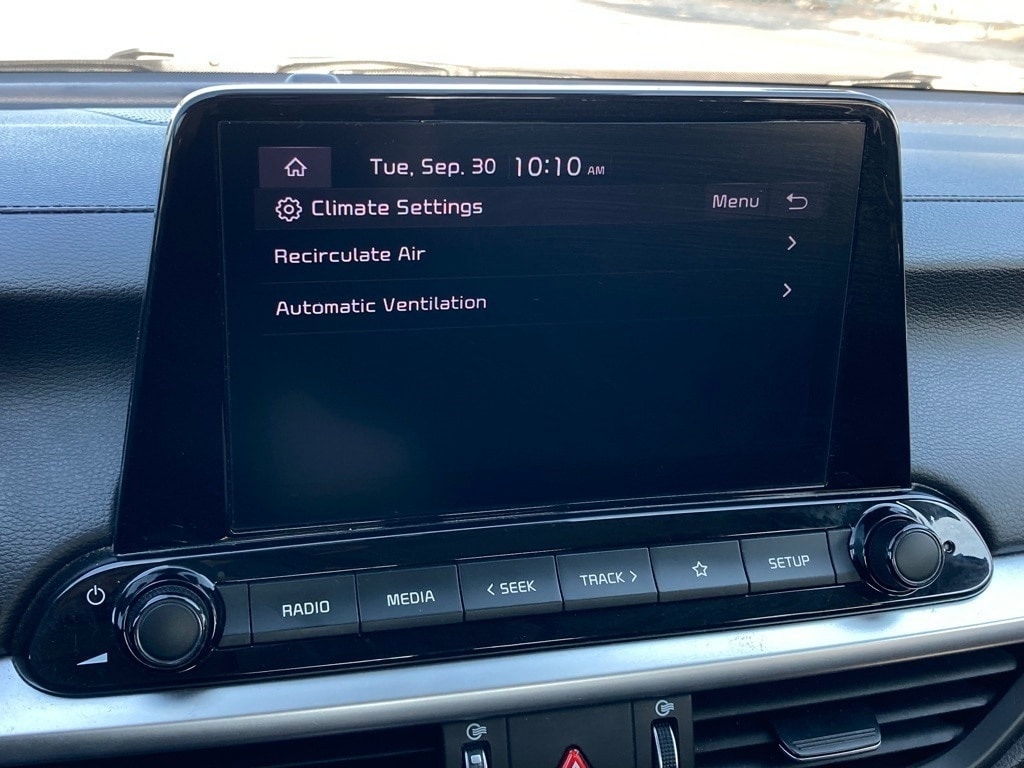 Tue, Sep. 30 10:10 AM
Climate Settings Menu
Recirculate Air
Automatic Ventilation
RADIO MEDIA < SEEK TRACK > SETUP